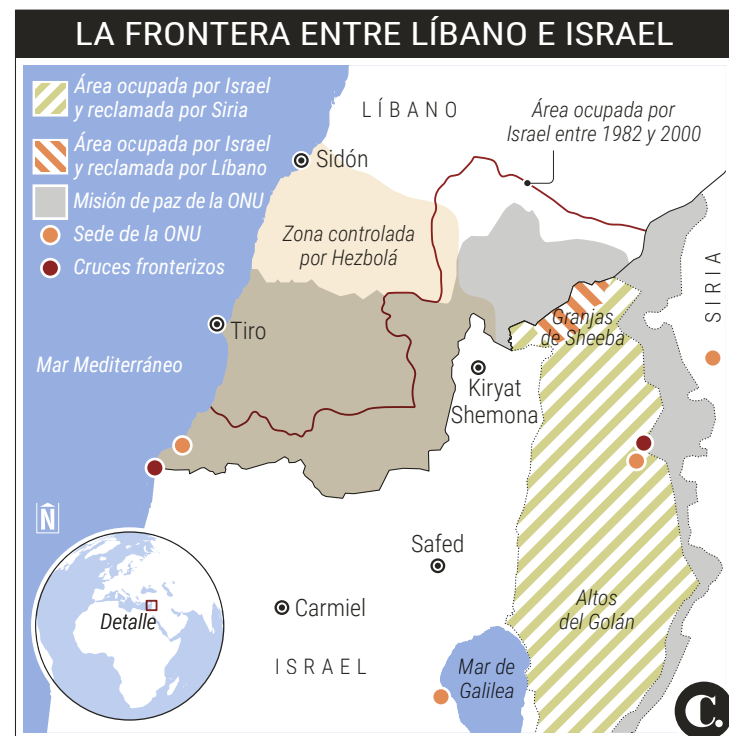 LA FRONTERA ENTRE LÍBANO E ISRAEL
Área ocupada por Israel
y reclamada por Siria
Área ocupada por Israel
y reclamada por Líbano
Misión de paz de la ONU
Sede de la ONU
Cruces fronterizos
LÍBANO
Área ocupada por
Israel entre 1982 y 2000
Sidón
Zona controlada
por Hezbolá
SIRIA
Tiro
Granjas
de Sheeba
Mar Mediterráneo
Kiryat
Shemona
N
Safed
Detalle
Carmiel
Altos
del Golán
ISRAEL
Mar de
Galilea
C.